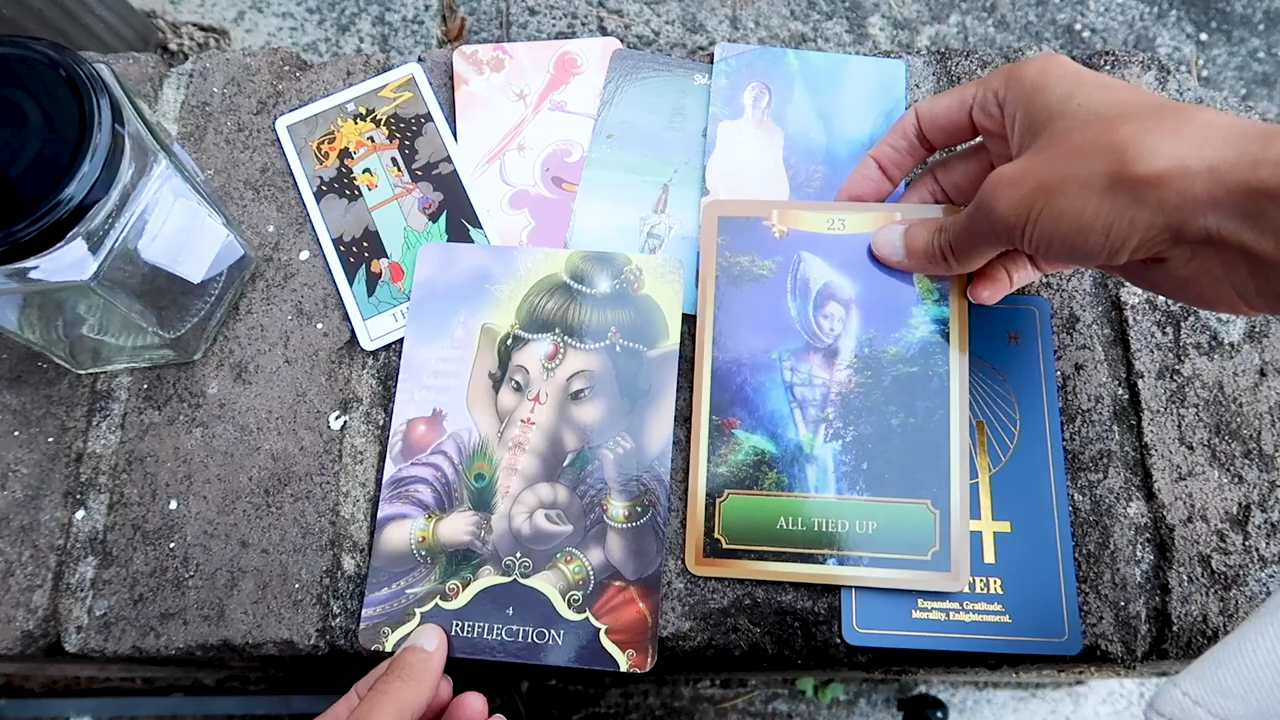 23
ALL TIED UP
4
REFLECTION
TER
Expansion. Gratitude.
Morality. Enlightenment.